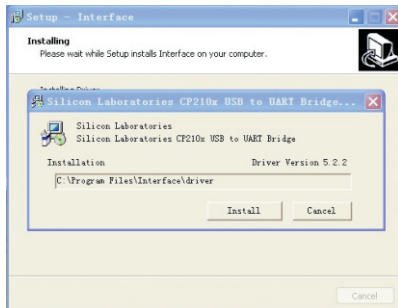 Setup - Interface
Installing
Please wait while Setup installs Interface on your computer.
Installing Driver
Silicon Laboratories CP210x USB to UART Bridge...
Silicon Laboratories
Silicon Laboratories CP210x USB to UART Bridge
Installation Driver Version 5.2.2
C:\Program Files\Interface\driver
Install Cancel
Cancel